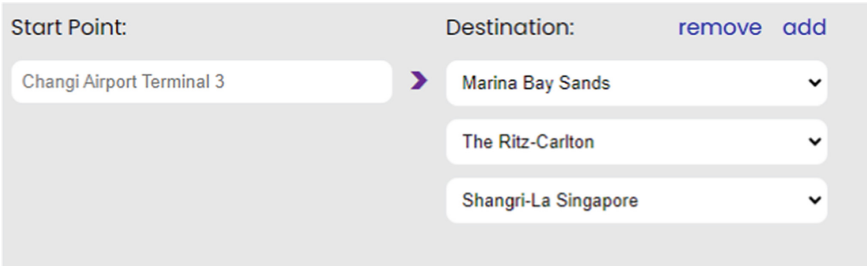 Start Point:
Destination: remove add
Changi Airport Terminal 3
Marina Bay Sands
The Ritz-Carlton
Shangri-La Singapore